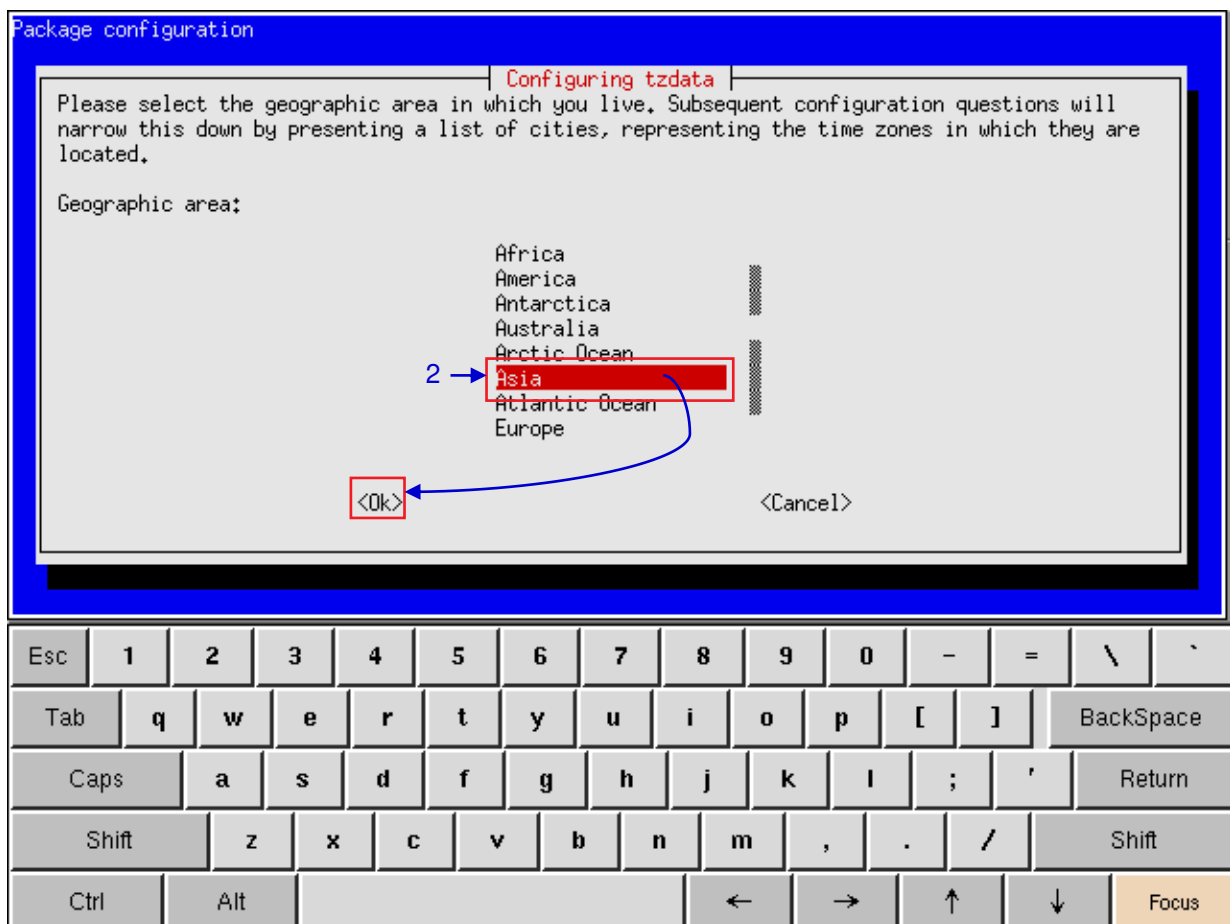 Package configuration
Configuring tzdata
Please select the geographic area in which you live. Subsequent configuration questions will
narrow this down by presenting a list of cities, representing the time zones in which they are
located.
Geographic area:
Africa
America
Antarctica
Australia
Arctic Ocean
2
Asia
Atlantic Ocean
Europe
<Ok> <Cancel>
Esc 1 2 3 4 5 6 7 8 9 0 - = \ `
Tab q w e r t y u i o p [ ] BackSpace
Caps a s d f g h j k l ; ' Return
Shift z x c v b n m , . / Shift
Ctrl Alt ← → ↑ ↓ Focus